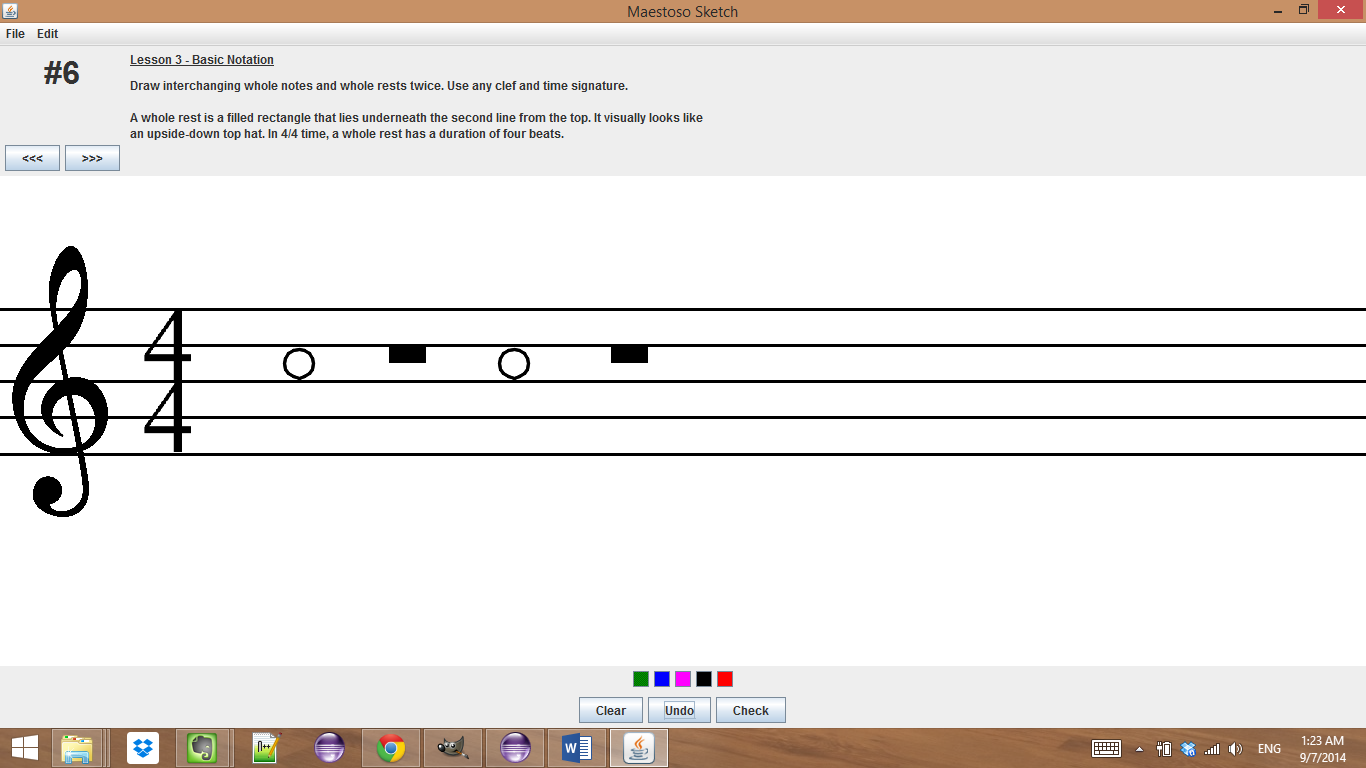 Maestoso Sketch
File Edit
#6
Lesson 3 - Basic Notation
Draw interchanging whole notes and whole rests twice. Use any clef and time signature.
A whole rest is a filled rectangle that lies underneath the second line from the top. It visually looks like
an upside-down top hat. In 4/4 time, a whole rest has a duration of four beats.
<<< >>>
4
4
Clear Undo Check
ENG
1:23 AM
9/7/2014